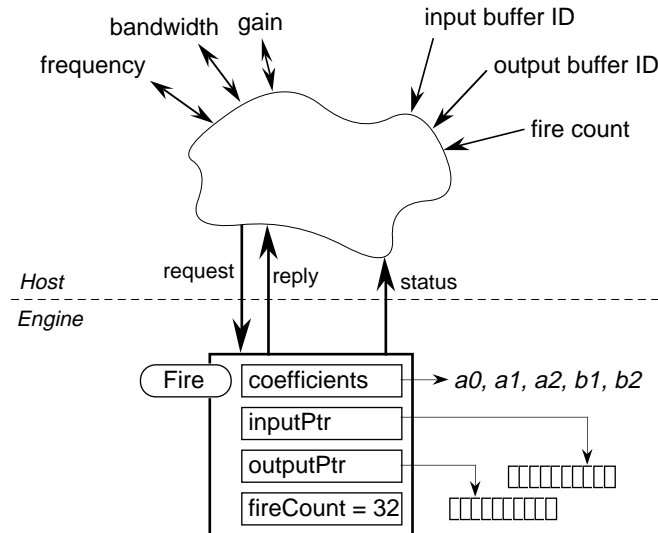 gain
input buffer ID
bandwidth
output buffer ID
frequency
fire count
request
reply
status
Host
Engine
Fire
coefficients
a0, a1, a2, b1, b2
inputPtr
outputPtr
fireCount = 32